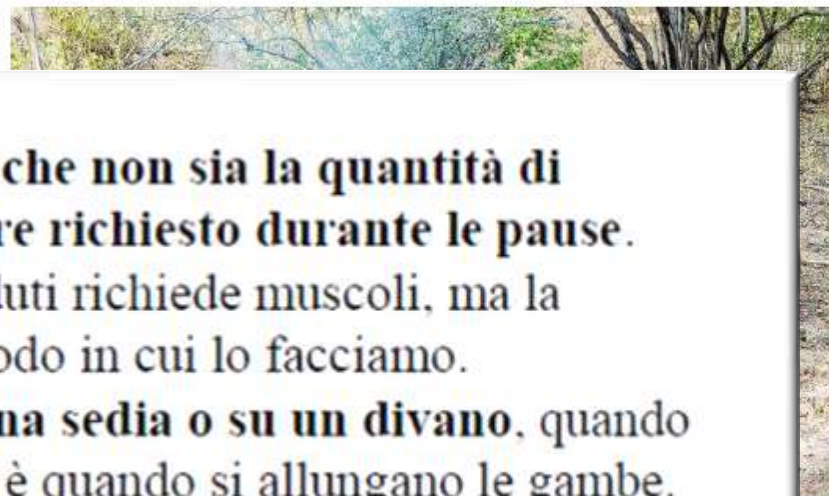 che non sia la quantità di
re richiesto durante le pause.
uti richiede muscoli, ma la
odo in cui lo facciamo.
na sedia o su un divano, quando
è quando si allungano le gambe.